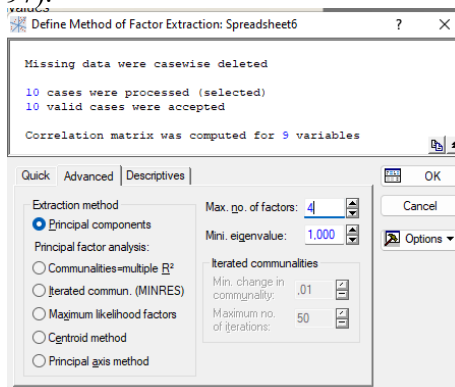 Define Method of Factor Extraction: Spreadsheet6 ? ×
Missing data were casewise deleted
10 cases were processed (selected)
10 valid cases were accepted
Correlation matrix was computed for 9 variables
Quick Advanced Descriptives
OK
Cancel
Options
Extraction method
Principal components
Principal factor analysis:
Communalities=multiple R²
Iterated commun. (MINRES)
Maximum likelihood factors
Centroid method
Principal axis method
Max. no. of factors: 4
Mini. eigenvalue: 1,000
Iterated communalities
Min. change in
communality: ,01
Maximum no.
of iterations: 50